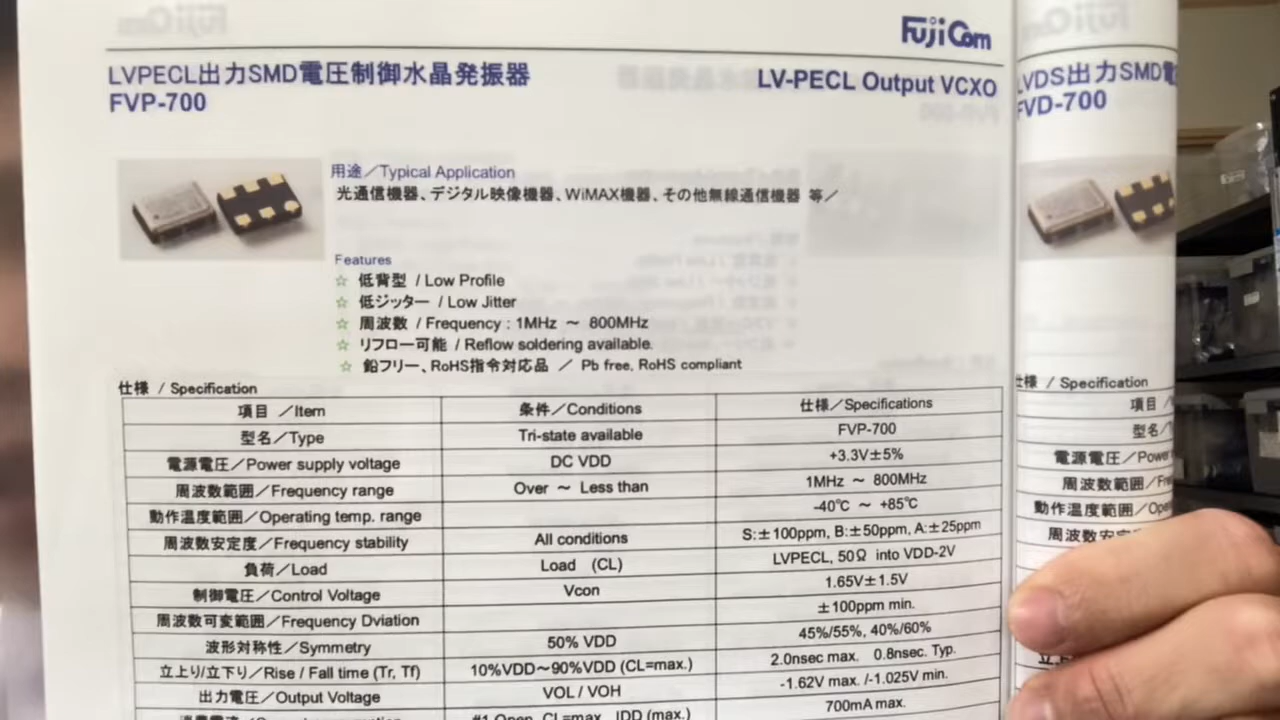 FujiCom
LVPECL出力SMD電圧制御水晶発振器
LV-PECL Output VCXO
FVP-700
用途／Typical Application
光通信機器、デジタル映像機器、WiMAX機器、その他無線通信機器 等／
Features
☆ 低背型 / Low Profile
☆ 低ジッター / Low Jitter
☆ 周波数 / Frequency : 1MHz ～ 800MHz
☆ リフロー可能 / Reflow soldering available.
☆ 鉛フリー、RoHS指令対応品 ／ Pb free, RoHS compliant
仕様 / Specification
項目 ／Item 条件／Conditions 仕様／Specifications
型名／Type Tri-state available FVP-700
電源電圧／Power supply voltage DC VDD +3.3V±5%
周波数範囲／Frequency range Over ～ Less than 1MHz ～ 800MHz
動作温度範囲／Operating temp. range -40℃ ～ +85℃
周波数安定度／Frequency stability All conditions S:±100ppm, B:±50ppm, A:±25ppm
負荷／Load Load (CL) LVPECL, 50Ω into VDD-2V
制御電圧／Control Voltage Vcon 1.65V±1.5V
周波数可変範囲／Frequency Dviation ±100ppm min.
波形対称性／Symmetry 50% VDD 45%/55%, 40%/60%
立上り/立下り／Rise / Fall time (Tr, Tf) 10%VDD～90%VDD (CL=max.) 2.0nsec max. 0.8nsec. Typ.
出力電圧／Output Voltage VOL / VOH -1.62V max. /-1.025V min.
#1 Open, CL=max, IDD (max.) 700mA max.
LVDS出力SMD電
FVD-700
仕様 / Specification
項目
型名
電源電圧／Power
周波数範囲
動作温度範囲
周波数安定